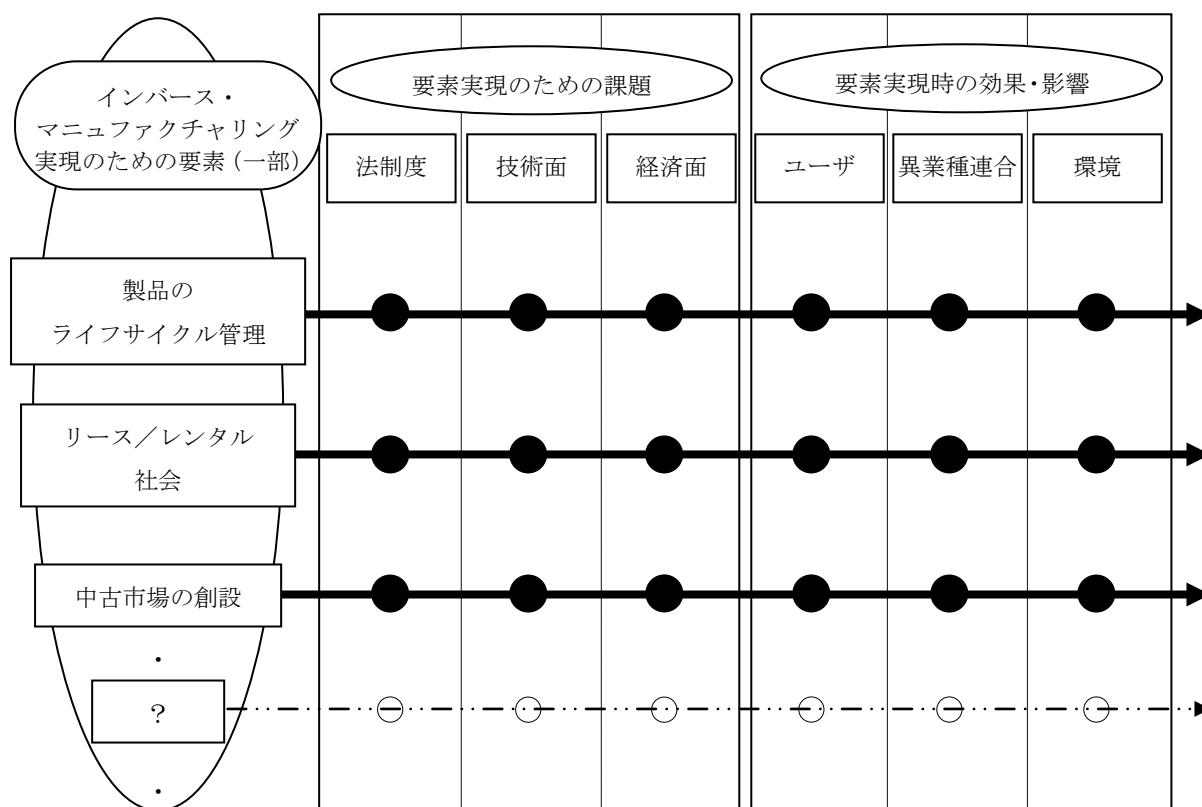 インバース・
マニュファクチャリング
実現のための要素（一部）
要素実現のための課題
要素実現時の効果・影響
法制度
技術面
経済面
ユーザ
異業種連合
環境
製品の
ライフサイクル管理
リース／レンタル
社会
中古市場の創設
・
？
・